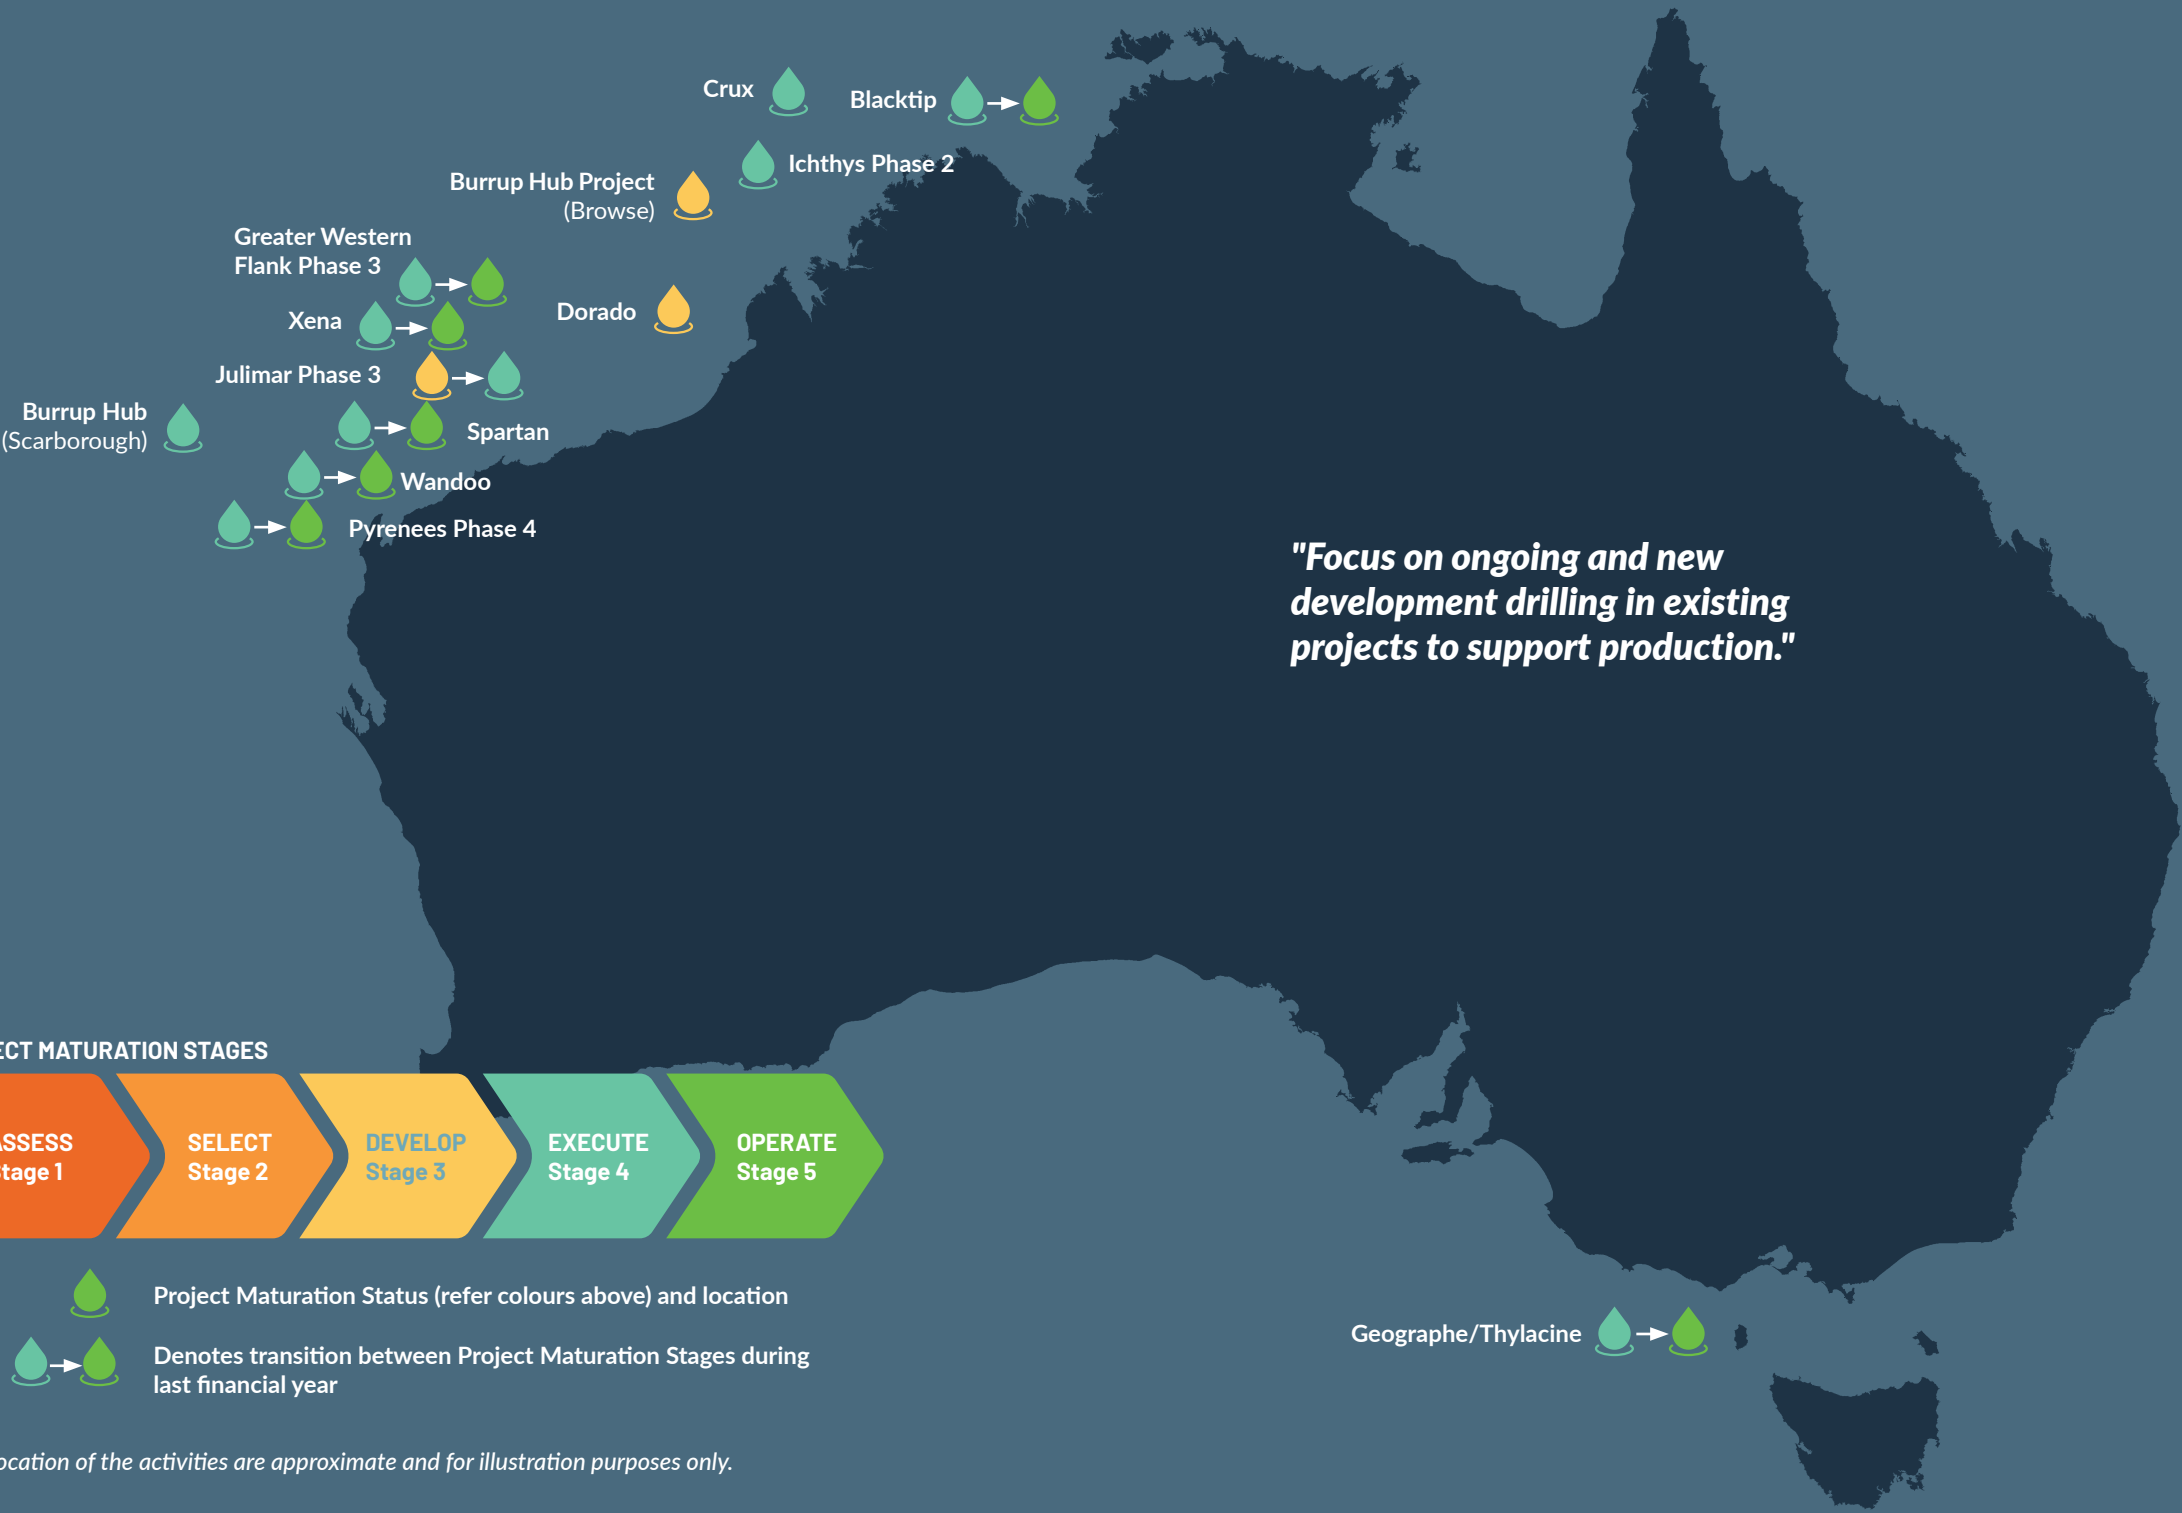 Crux
Blacktip
Ichthys Phase 2
Burrup Hub Project
(Browse)
Greater Western
Flank Phase 3
Xena
Dorado
Julimar Phase 3
Burrup Hub
(Scarborough)
Spartan
Wandoo
Pyrenees Phase 4
"Focus on ongoing and new
development drilling in existing
projects to support production."
ECT MATURATION STAGES
ASSESS
Stage 1
SELECT
Stage 2
DEVELOP
Stage 3
EXECUTE
Stage 4
OPERATE
Stage 5
Project Maturation Status (refer colours above) and location
Denotes transition between Project Maturation Stages during
last financial year
Geographe/Thylacine
ocation of the activities are approximate and for illustration purposes only.